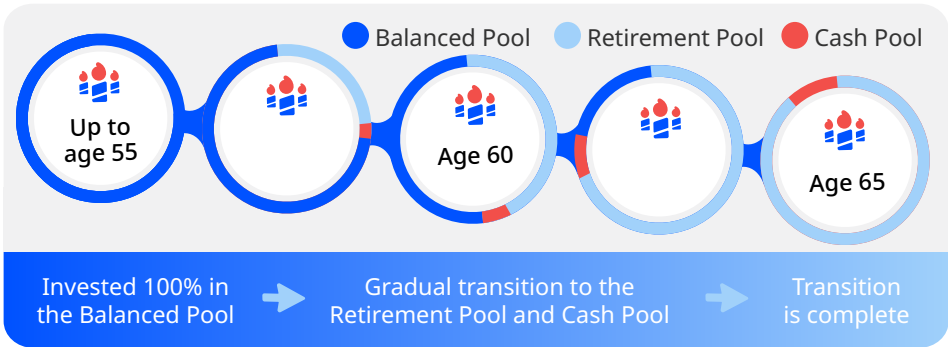 Balanced Pool
Retirement Pool
Cash Pool
Up to
age 55
Age 60
Age 65
Invested 100% in
the Balanced Pool
Gradual transition to the
Retirement Pool and Cash Pool
Transition
is complete